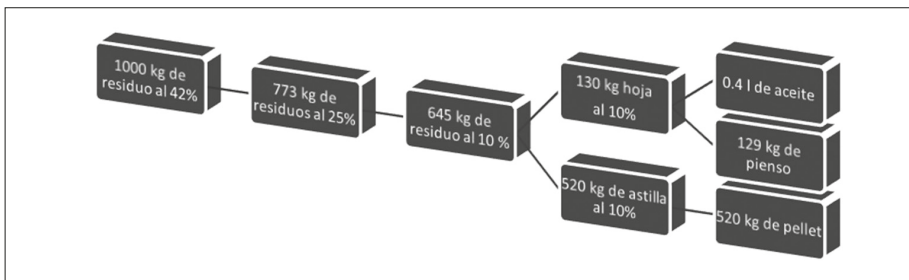 1000 kg de
residuo al 42%
773 kg de
residuos al 25%
645 kg de
residuo al 10 %
130 kg hoja
al 10%
0.4 l de aceite
129 kg de
pienso
520 kg de astilla
al 10%
520 kg de pellet